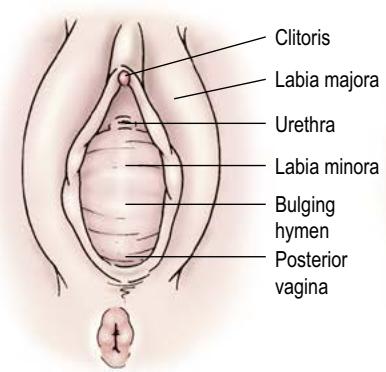 Clitoris
Labia majora
Urethra
Labia minora
Bulging
hymen
Posterior
vagina